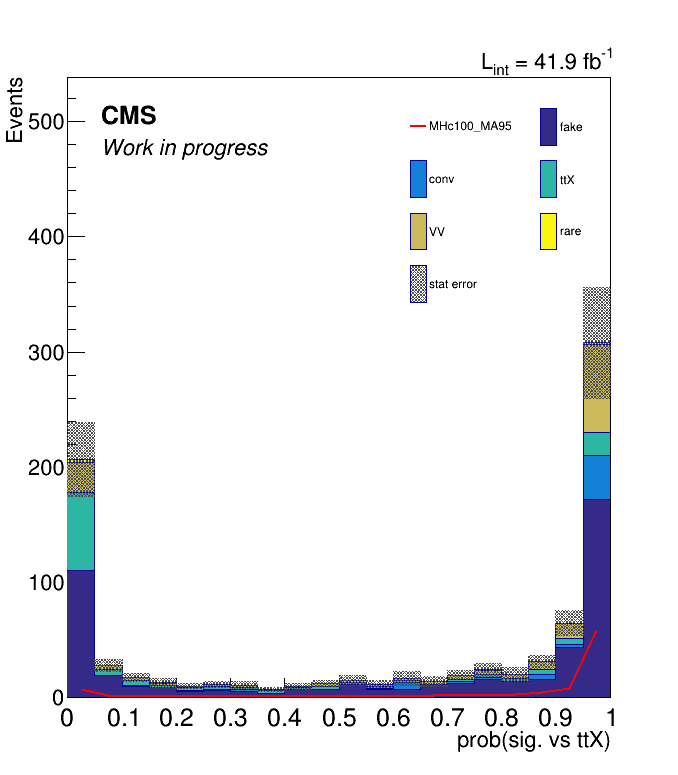 L_int = 41.9 fb^-1
Events
CMS
Work in progress
MHc100_MA95
fake
conv
ttX
VV
rare
stat error
500
400
300
200
100
0
0 0.1 0.2 0.3 0.4 0.5 0.6 0.7 0.8 0.9 1
prob(sig. vs ttX)